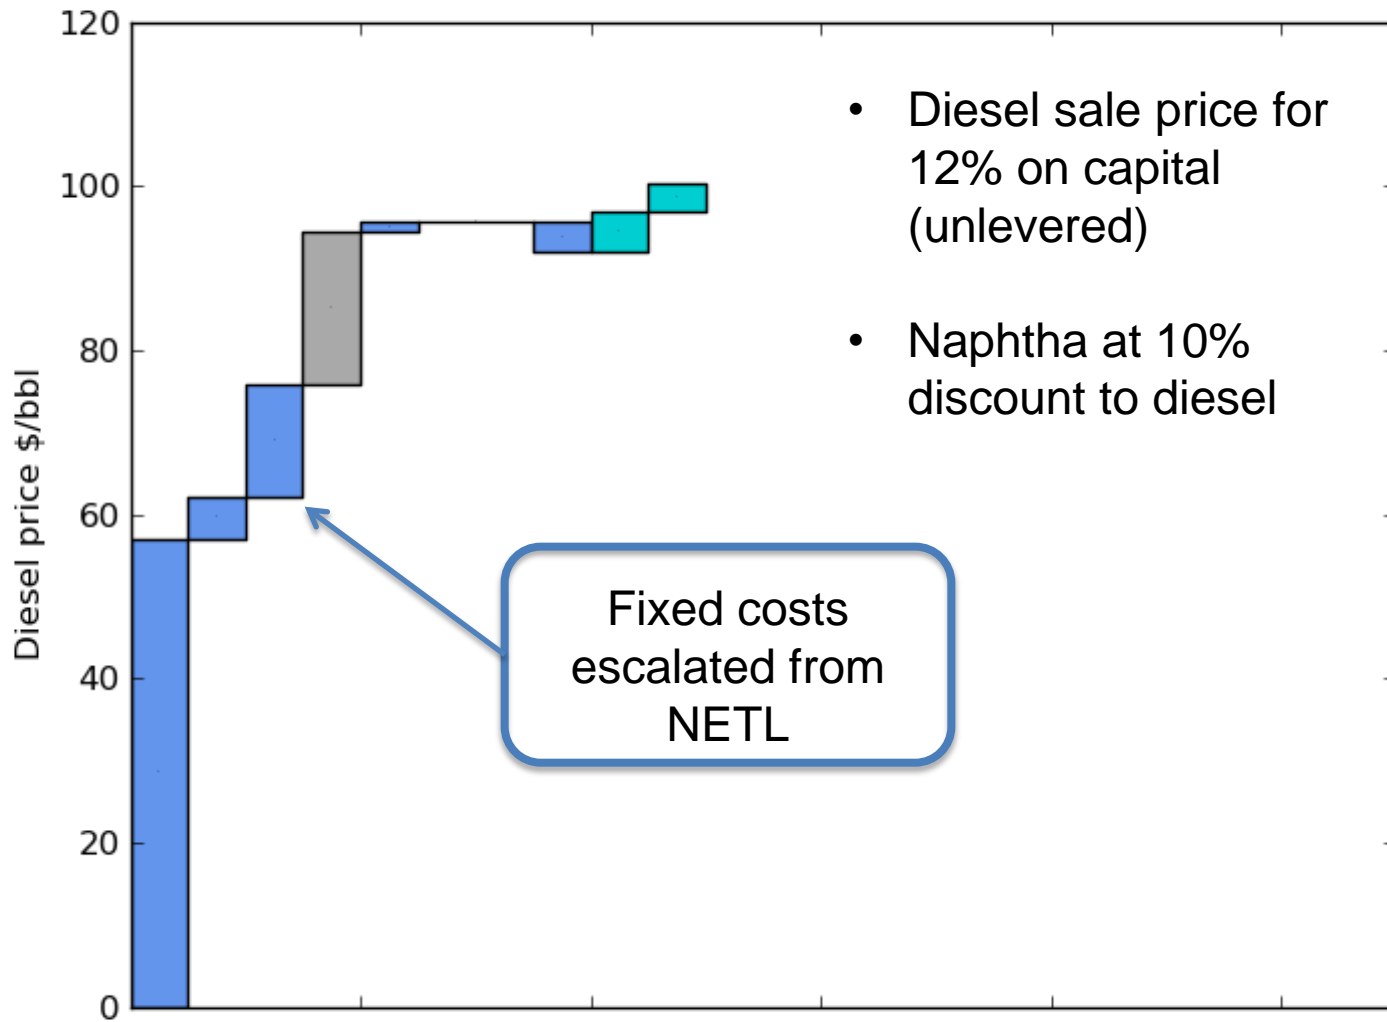 120
100
80
60
40
20
0
Diesel price $/bbl
• Diesel sale price for
12% on capital
(unlevered)
• Naphtha at 10%
discount to diesel
Fixed costs
escalated from
NETL